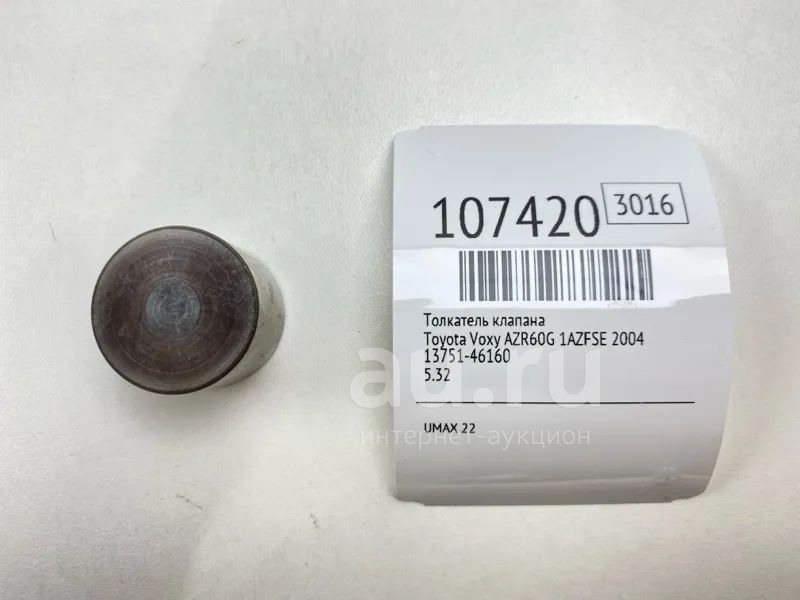 107420 3016
Толкатель клапана
Toyota Voxy AZR60G 1AZFSE 2004
13751-46160
5.32
au.ru
интернет-аукцион
UMAX 22